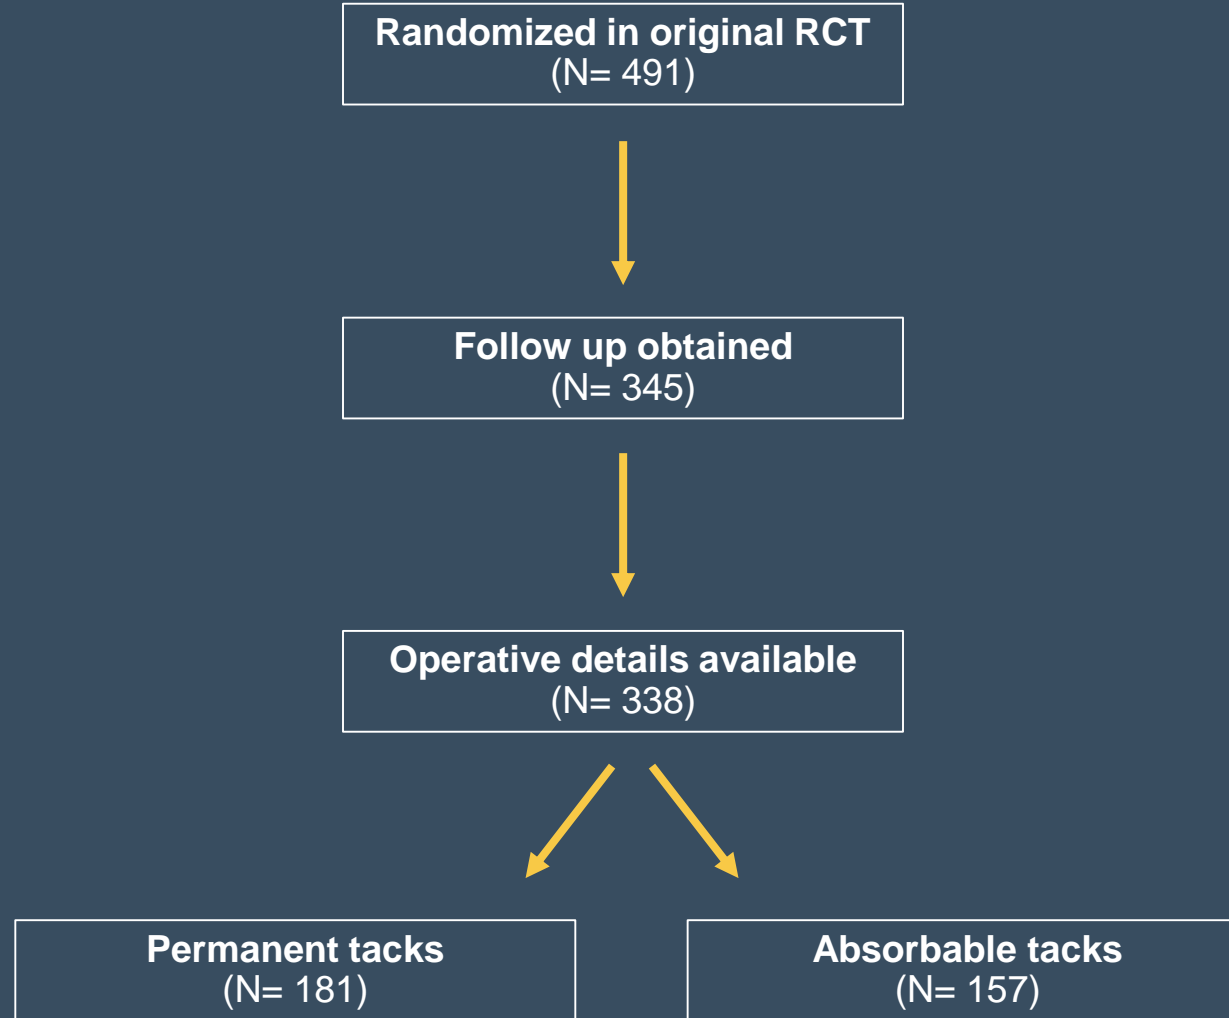 Randomized in original RCT
(N= 491)
Follow up obtained
(N= 345)
Operative details available
(N= 338)
Permanent tacks
(N= 181)
Absorbable tacks
(N= 157)